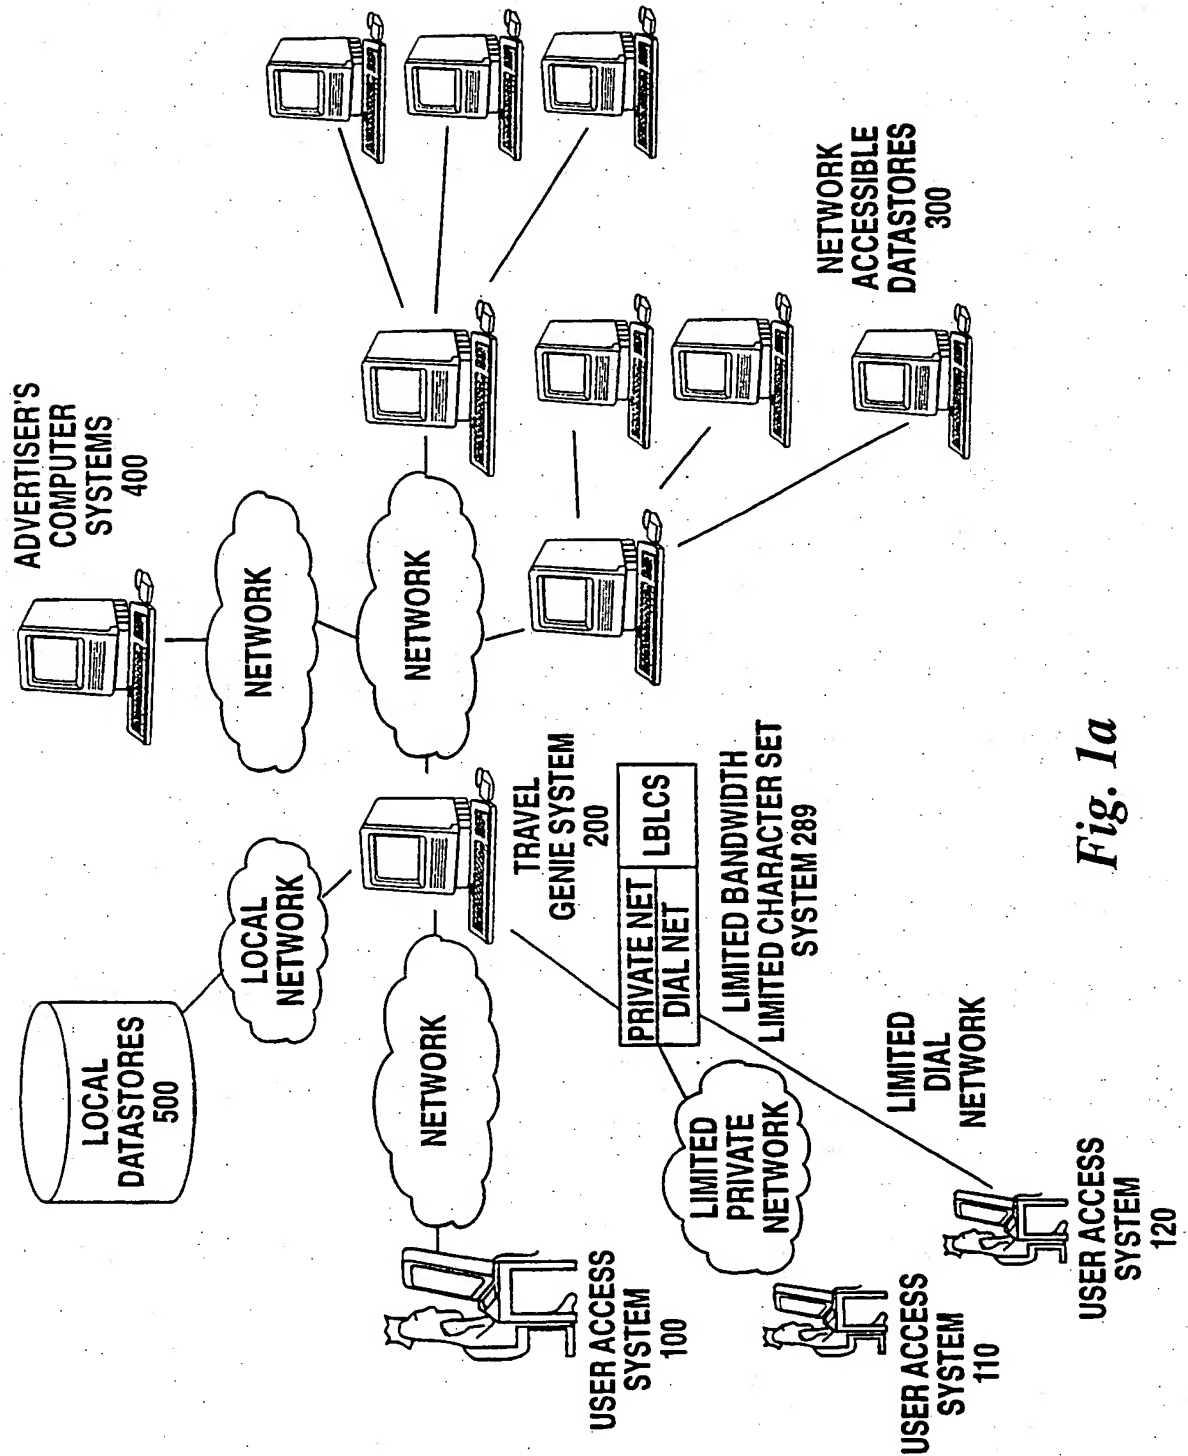 LOCAL
DATASTORES
500
LOCAL
NETWORK
ADVERTISER'S
COMPUTER
SYSTEMS
400
NETWORK
NETWORK
NETWORK
ACCESSIBLE
DATASTORES
300
NETWORK
TRAVEL
GENIE SYSTEM
200
USER ACCESS
SYSTEM
100
PRIVATE NET
DIAL NET
LBLCS
LIMITED BANDWIDTH
LIMITED CHARACTER SET
SYSTEM 289
LIMITED
PRIVATE
NETWORK
LIMITED
DIAL
NETWORK
USER ACCESS
SYSTEM
110
USER ACCESS
SYSTEM
120
Fig. 1a